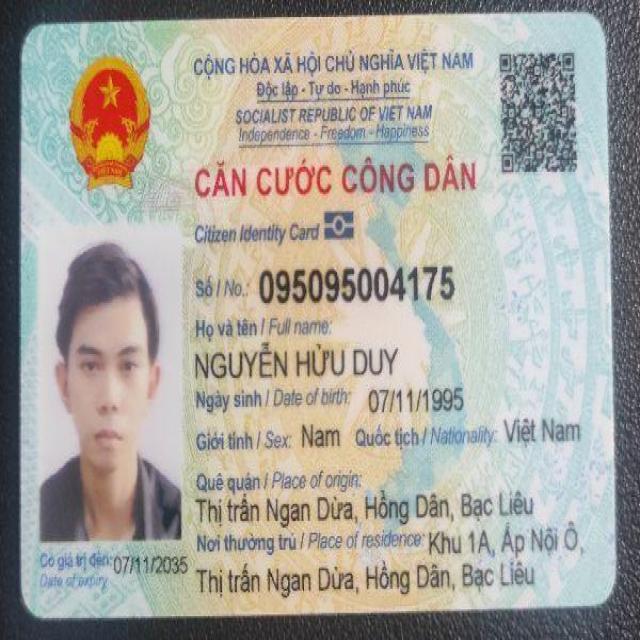 CỘNG HÒA XÃ HỘI CHỦ NGHĨA VIỆT NAM
Độc lập - Tự do - Hạnh phúc
SOCIALIST REPUBLIC OF VIET NAM
Independence - Freedom - Happiness
CĂN CƯỚC CÔNG DÂN
Citizen Identity Card
Số / No.: 095095004175
Họ và tên / Full name:
NGUYỄN HỬU DUY
Ngày sinh / Date of birth: 07/11/1995
Giới tính / Sex: Nam Quốc tịch / Nationality: Việt Nam
Quê quán / Place of origin:
Thị trấn Ngan Dừa, Hồng Dân, Bạc Liêu
Nơi thường trú / Place of residence: Khu 1A, Ấp Nội Ô,
Thị trấn Ngan Dừa, Hồng Dân, Bạc Liêu
Có giá trị đến: 07/11/2035
Date of expiry